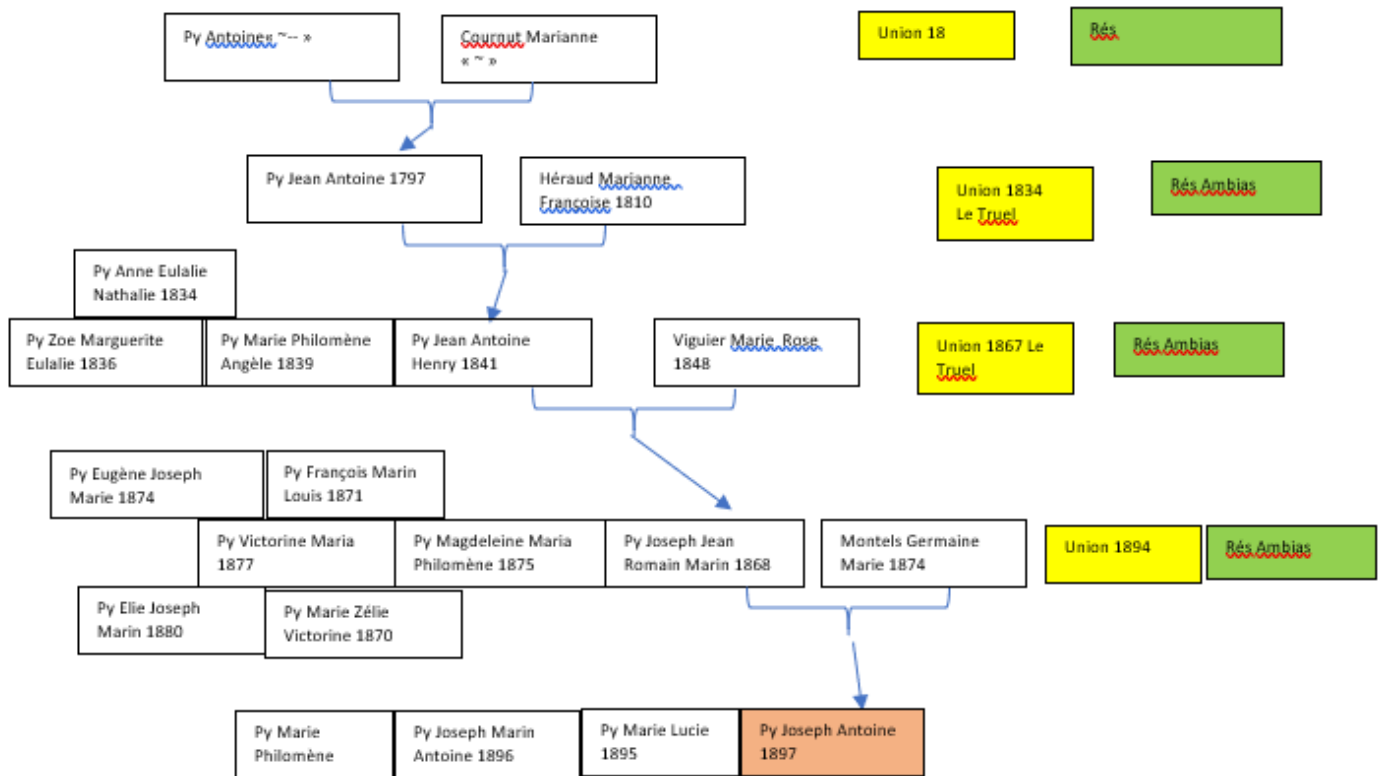 Py Antoine« ~-- »
Cournut Marianne
« ~ »
Union 18
Rés
Py Jean Antoine 1797
Héraud Marianne
Françoise 1810
Union 1834
Le Truel
Rés Ambias
Py Anne Eulalie
Nathalie 1834
Py Zoe Marguerite
Eulalie 1836
Py Marie Philomène
Angèle 1839
Py Jean Antoine
Henry 1841
Viguier Marie Rose
1848
Union 1867 Le
Truel
Rés Ambias
Py Eugène Joseph
Marie 1874
Py François Marin
Louis 1871
Py Victorine Maria
1877
Py Magdeleine Maria
Philomène 1875
Py Joseph Jean
Romain Marin 1868
Montels Germaine
Marie 1874
Union 1894
Rés Ambias
Py Elie Joseph
Marin 1880
Py Marie Zélie
Victorine 1870
Py Marie
Philomène
Py Joseph Marin
Antoine 1896
Py Marie Lucie
1895
Py Joseph Antoine
1897